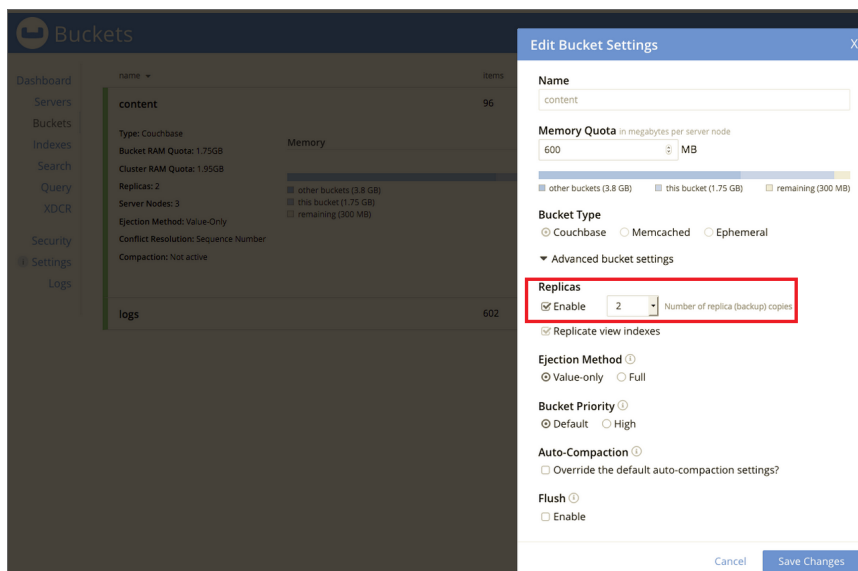 Buckets
Dashboard
Servers
Buckets
Indexes
Search
Query
XDCR
Security
Settings
Logs
name
items
content
96
Type: Couchbase
Bucket RAM Quota: 1.75GB
Cluster RAM Quota: 1.95GB
Replicas: 2
Server Nodes: 3
Ejection Method: Value-Only
Conflict Resolution: Sequence Number
Compaction: Not active
Memory
other buckets (3.8 GB)
this bucket (1.75 GB)
remaining (300 MB)
logs
602
Edit Bucket Settings X
Name
content
Memory Quota in megabytes per server node
600 MB
other buckets (3.8 GB) this bucket (1.75 GB) remaining (300 MB)
Bucket Type
Couchbase Memcached Ephemeral
Advanced bucket settings
Replicas
Enable 2 Number of replica (backup) copies
Replicate view indexes
Ejection Method
Value-only Full
Bucket Priority
Default High
Auto-Compaction
Override the default auto-compaction settings?
Flush
Enable
Cancel Save Changes